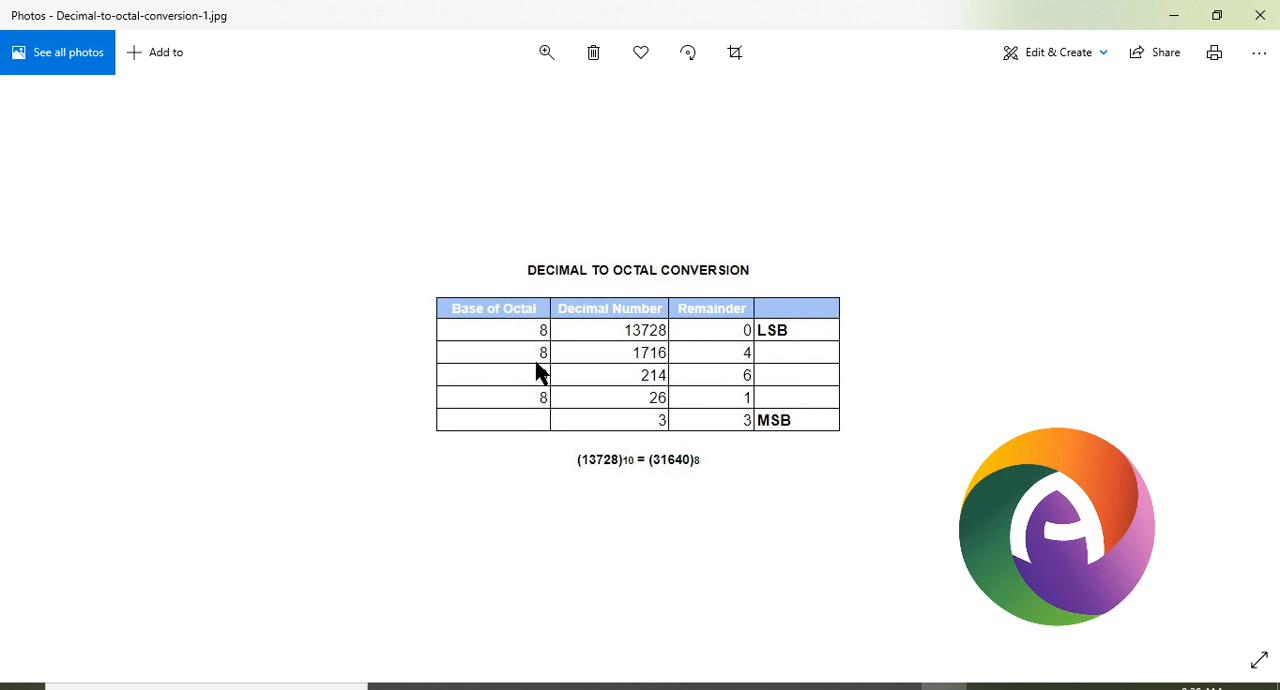 Photos - Decimal-to-octal-conversion-1.jpg
See all photos
Add to
Edit & Create
Share
DECIMAL TO OCTAL CONVERSION
Base of Octal Decimal Number Remainder
8 13728 0 LSB
8 1716 4
214 6
8 26 1
3 3 MSB
(13728)10 = (31640)8